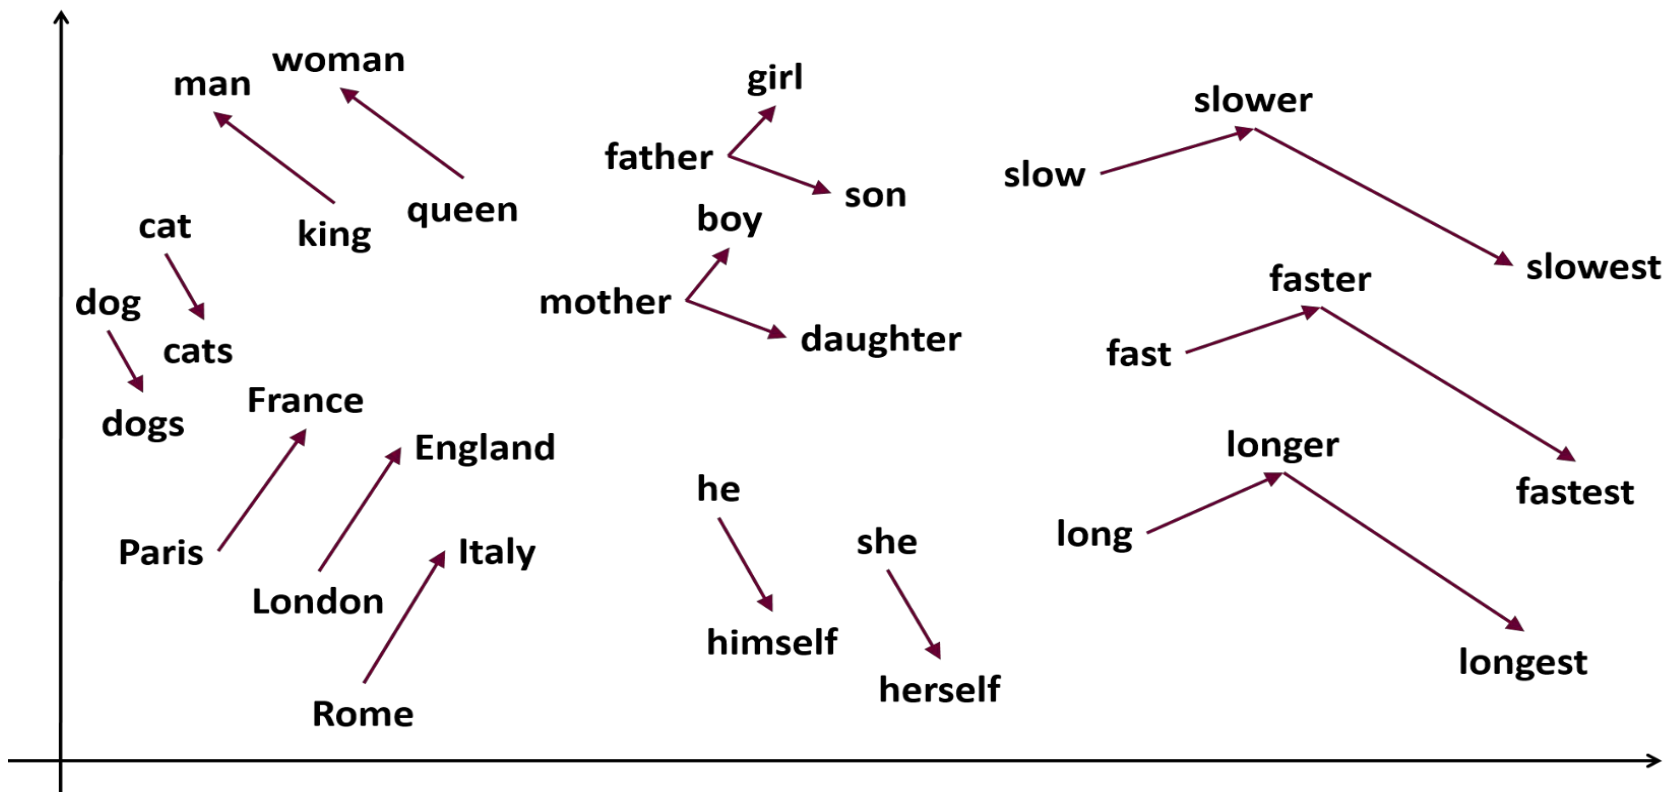 man
woman
king
queen
cat
cats
dog
dogs
France
Paris
England
London
Italy
Rome
girl
father
son
boy
mother
daughter
he
himself
she
herself
slower
slow
slowest
faster
fast
fastest
longer
long
longest